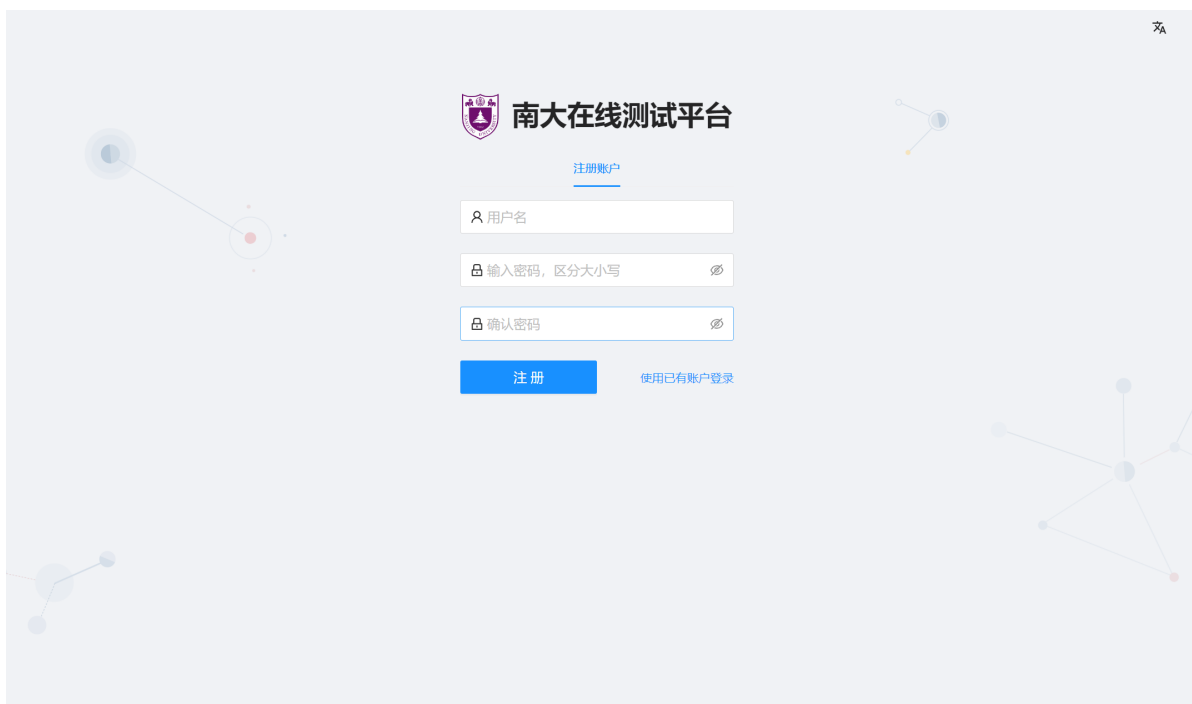 南大在线测试平台
注册账户
用户名
输入密码，区分大小写
确认密码
注 册
使用已有账户登录